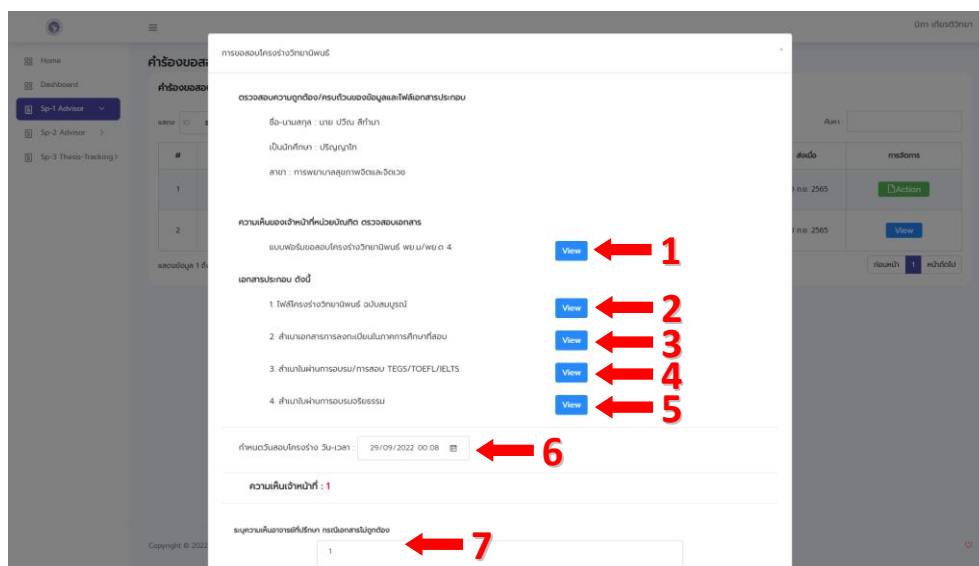 นิภา เกียรติวิทยา
Home
Dashboard
Sp-1 Advisor
Sp-2 Advisor
Sp-3 Thesis-Tracking
การขอสอบโครงร่างวิทยานิพนธ์
ตรวจสอบความถูกต้อง/ครบถ้วนของข้อมูลและไฟล์เอกสารประกอบ
ชื่อ-นามสกุล : นาย ปวีณ สีทำมา
เป็นนักศึกษา : ปริญญาโท
สาขา : การพยาบาลสุขภาพจิตและจิตเวช
ความเห็นของเจ้าหน้าที่หน่วยบัณฑิต ตรวจสอบเอกสาร
แบบฟอร์มขอสอบโครงร่างวิทยานิพนธ์ พย.ม/พย.ด 4 View 1
เอกสารประกอบ ดังนี้
1. ไฟล์โครงร่างวิทยานิพนธ์ ฉบับสมบูรณ์ View 2
2. สำเนาเอกสารการลงทะเบียนในภาคการศึกษาที่สอบ View 3
3. สำเนาใบผ่านการอบรม/การสอบ TEGS/TOEFL/IELTS View 4
4. สำเนาใบผ่านการอบรมจริยธรรม View 5
กำหนดวันสอบโครงร่าง วัน-เวลา : 29/09/2022 00:08 6
ความเห็นเจ้าหน้าที่ : 1
ระบุความเห็นอาจารย์ที่ปรึกษา กรณีเอกสารไม่ถูกต้อง
1 7
คำร้องขอสอ
คำร้องขอสอบ
แสดง 10
ค้นหา :
# การจัดการ
1 ก.ย. 2565 Action
2 ก.ย. 2565 View
แสดงข้อมูล 1 ถึง
ก่อนหน้า 1 หน้าถัดไป
Copyright © 2022